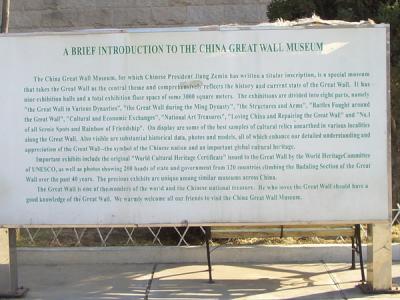 A BRIEF INTRODUCTION TO THE CHINA GREAT WALL MUSEUM
The China Great Wall Museum, for which Chinese President Jiang Zemin has written a titular inscription, is a special museum
that takes the Great Wall as the central theme and comprehensively reflects the history and current state of the Great Wall. It has
nine exhibition halls and a total exhibition floor space of some 3000 square meters. The exhibitions are divided into eight parts, namely
"the Great Wall in Various Dynasties", "the Great Wall during the Ming Dynasty", "the Structures and Arms", "Battles Fought around
the Great Wall", "Cultural and Economic Exchanges", "National Art Treasures", "Loving China and Repairing the Great Wall" and "No.1
of all Scenic Spots and Rainbow of Friendship". On display are some of the best samples of cultural relics unearthed in various localities
along the Great Wall. Also visible are substantial historical data, photos and models, all of which enhance our detailed understanding and
appreciation of the Great Wall--the symbol of the Chinese nation and an important global cultural heritage.
Important exhibits include the original "World Cultural Heritage Certificate" issued to the Great Wall by the World HeritageCommittee
of UNESCO, as well as photos showing 200 heads of state and government from 120 countries climbing the Badaling Section of the Great
Wall over the past 40 years. The precious exhibits are unique among similar museums across China.
The Great Wall is one of the wonders of the world and the Chinese national treasure. He who loves the Great Wall should have a
good knowledge of the Great Wall. We warmly welcome all our friends to visit the China Great Wall Museum.